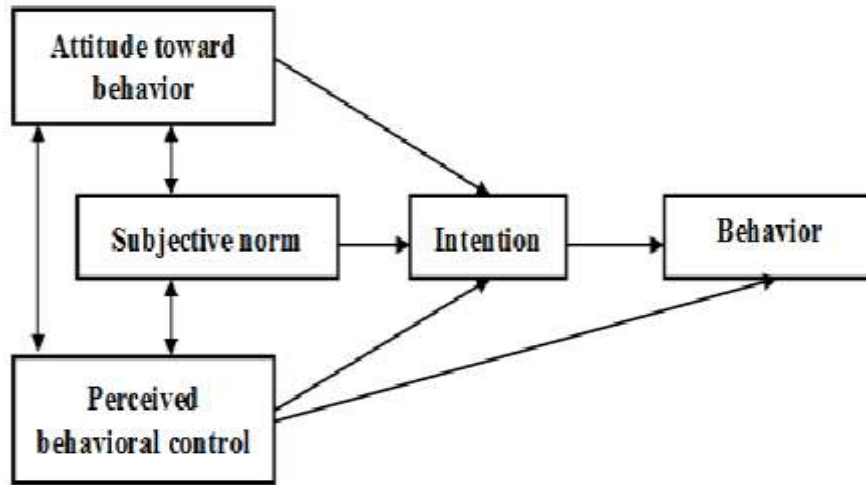 Attitude toward
behavior
Subjective norm
Intention
Behavior
Perceived
behavioral control